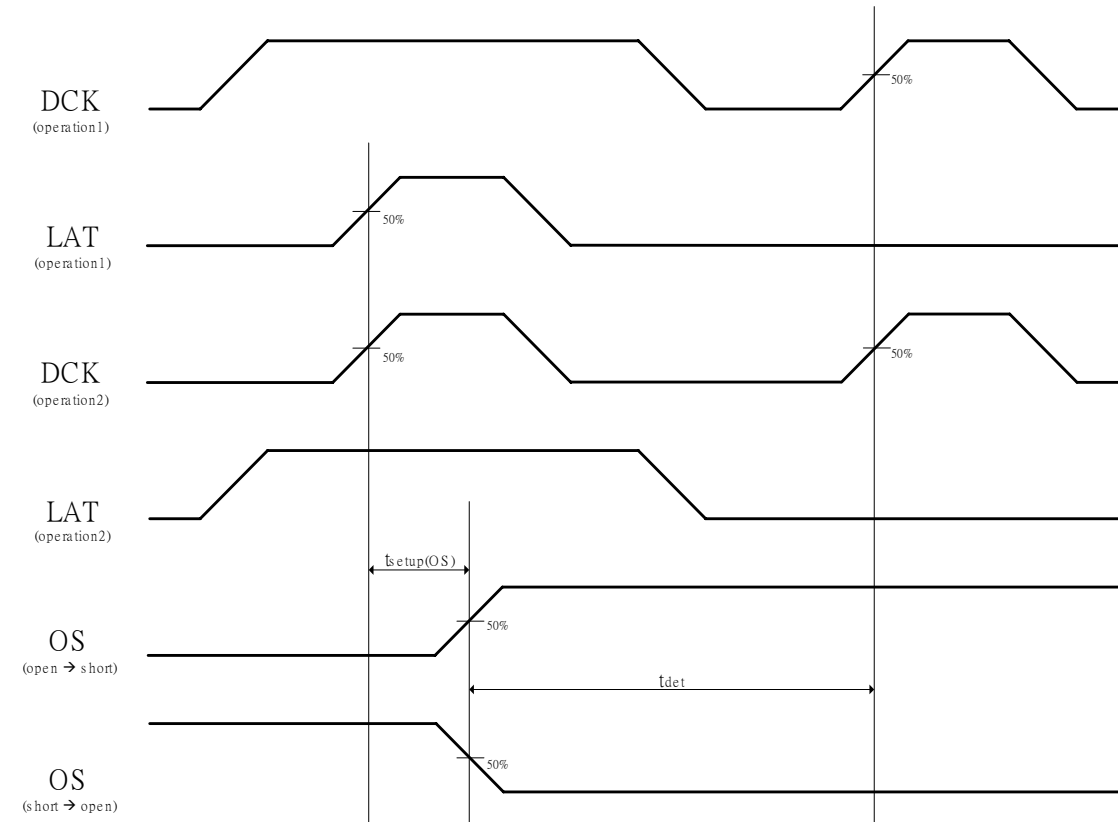 DCK
(operation1)
50%
LAT
(operation1)
50%
DCK
(operation2)
50%
50%
LAT
(operation2)
tsetup(OS)
OS
(open → short)
50%
tdet
OS
(short → open)
50%